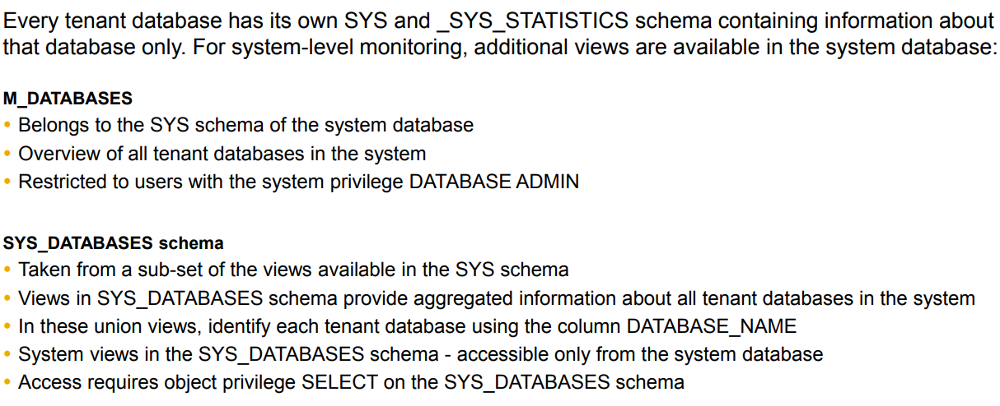 Every tenant database has its own SYS and _SYS_STATISTICS schema containing information about
that database only. For system-level monitoring, additional views are available in the system database:
M_DATABASES
• Belongs to the SYS schema of the system database
• Overview of all tenant databases in the system
• Restricted to users with the system privilege DATABASE ADMIN
SYS_DATABASES schema
• Taken from a sub-set of the views available in the SYS schema
• Views in SYS_DATABASES schema provide aggregated information about all tenant databases in the system
• In these union views, identify each tenant database using the column DATABASE_NAME
• System views in the SYS_DATABASES schema - accessible only from the system database
• Access requires object privilege SELECT on the SYS_DATABASES schema